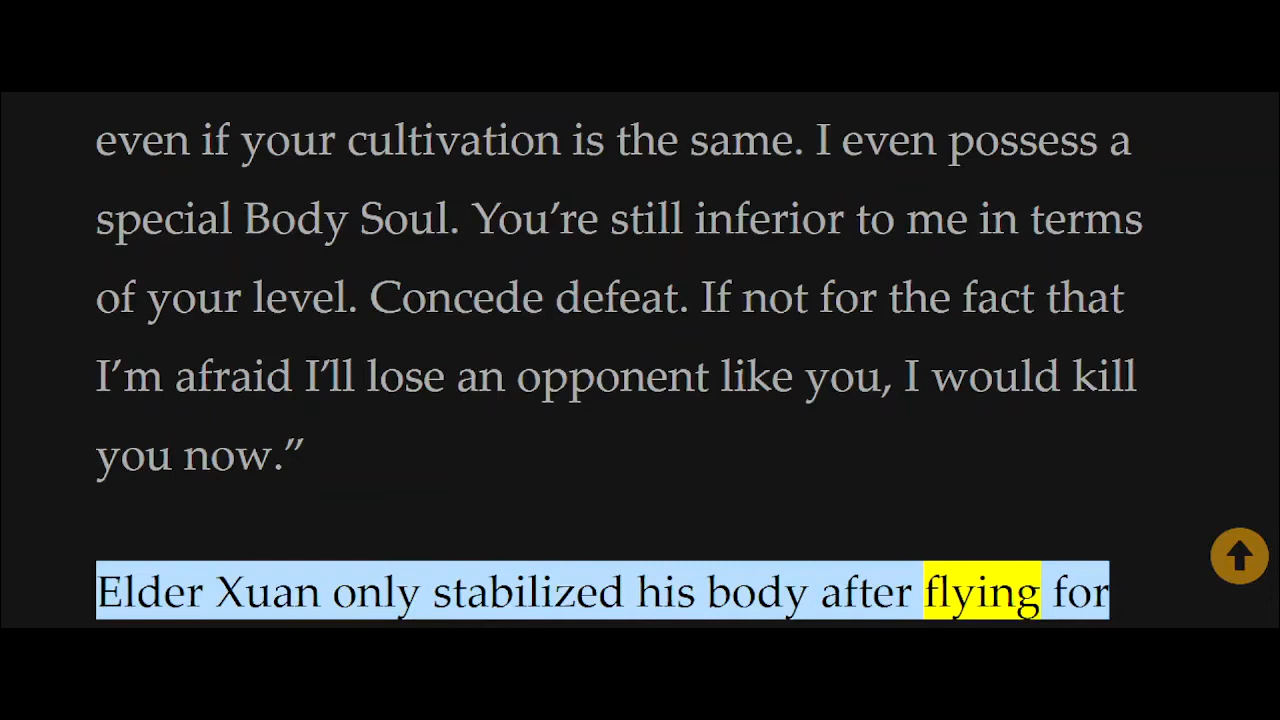 even if your cultivation is the same. I even possess a
special Body Soul. You’re still inferior to me in terms
of your level. Concede defeat. If not for the fact that
I’m afraid I’ll lose an opponent like you, I would kill
you now.”
Elder Xuan only stabilized his body after flying for